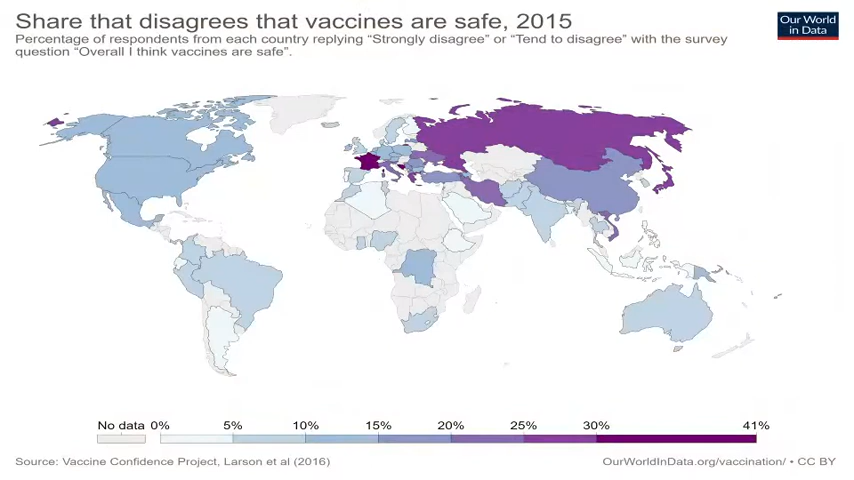 Share that disagrees that vaccines are safe, 2015
Our World
in Data
Percentage of respondents from each country replying “Strongly disagree” or “Tend to disagree” with the survey
question “Overall I think vaccines are safe”.
No data 0% 5% 10% 15% 20% 25% 30% 41%
Source: Vaccine Confidence Project, Larson et al (2016)
OurWorldInData.org/vaccination/ • CC BY